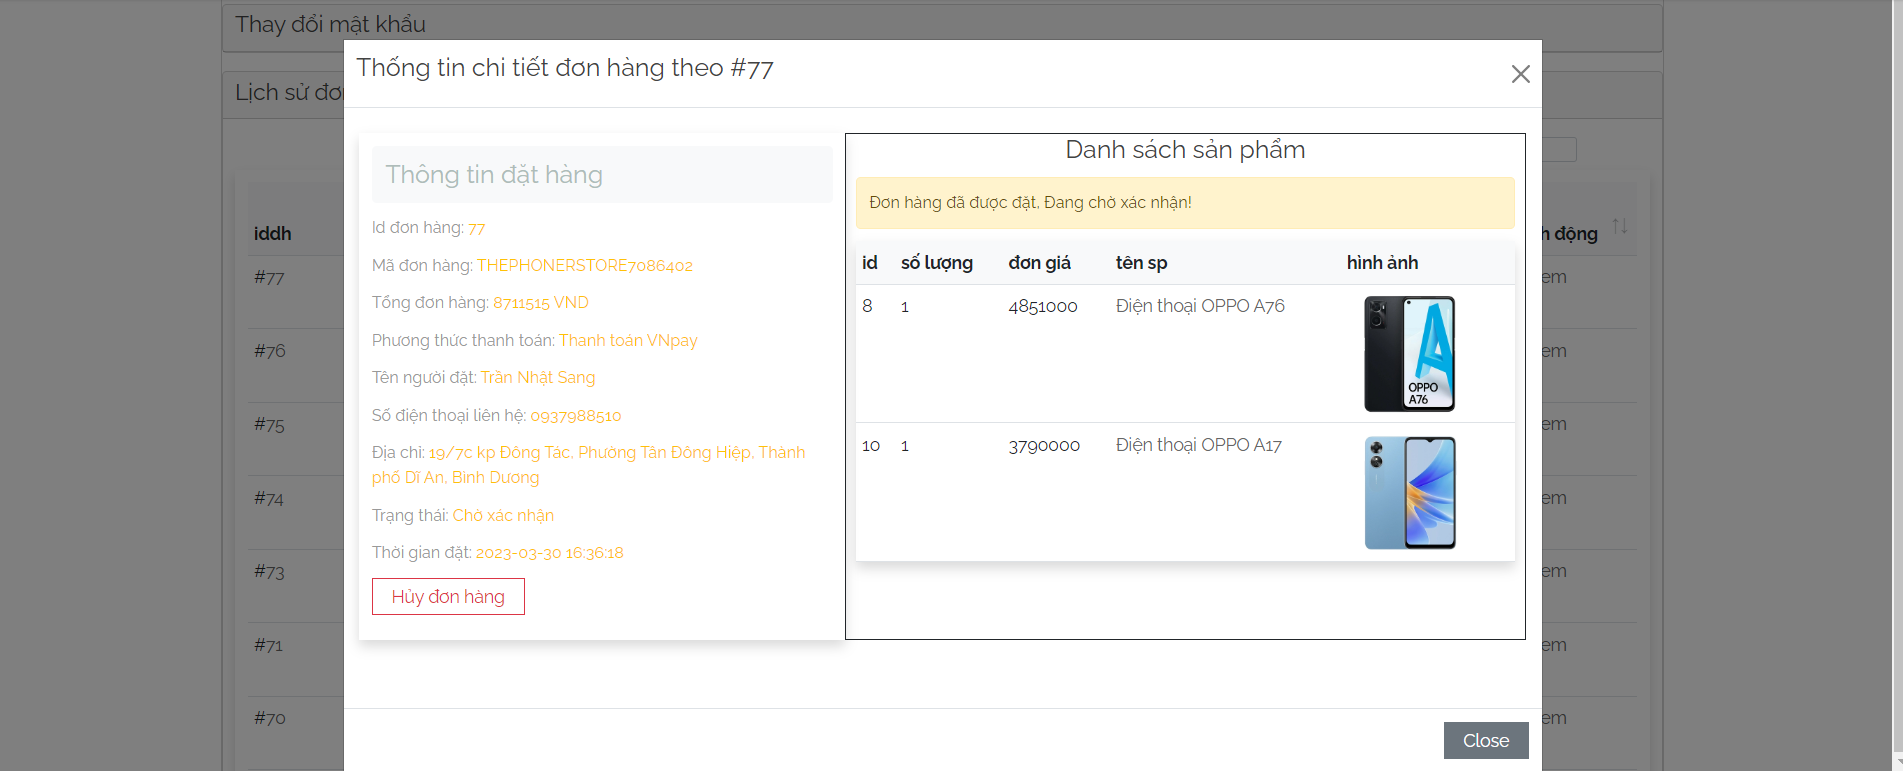 Thay đổi mật khẩu
Thống tin chi tiết đơn hàng theo #77
Lịch sử đơn
Thông tin đặt hàng
Id đơn hàng: 77
Mã đơn hàng: THEPHONERSTORE7086402
Tổng đơn hàng: 8711515 VND
Phương thức thanh toán: Thanh toán VNpay
Tên người đặt: Trần Nhật Sang
Số điện thoại liên hệ: 0937988510
Địa chỉ: 19/7c kp Đông Tác, Phường Tân Đông Hiệp, Thành
phố Dĩ An, Bình Dương
Trạng thái: Chờ xác nhận
Thời gian đặt: 2023-03-30 16:36:18
Hủy đơn hàng
Danh sách sản phẩm
Đơn hàng đã được đặt, Đang chờ xác nhận!
id số lượng đơn giá tên sp hình ảnh
8 1 4851000 Điện thoại OPPO A76
A
OPPO
A76
10 1 3790000 Điện thoại OPPO A17
Close
iddh
#77
#76
#75
#74
#73
#71
#70
h động
em
em
em
em
em
em
em